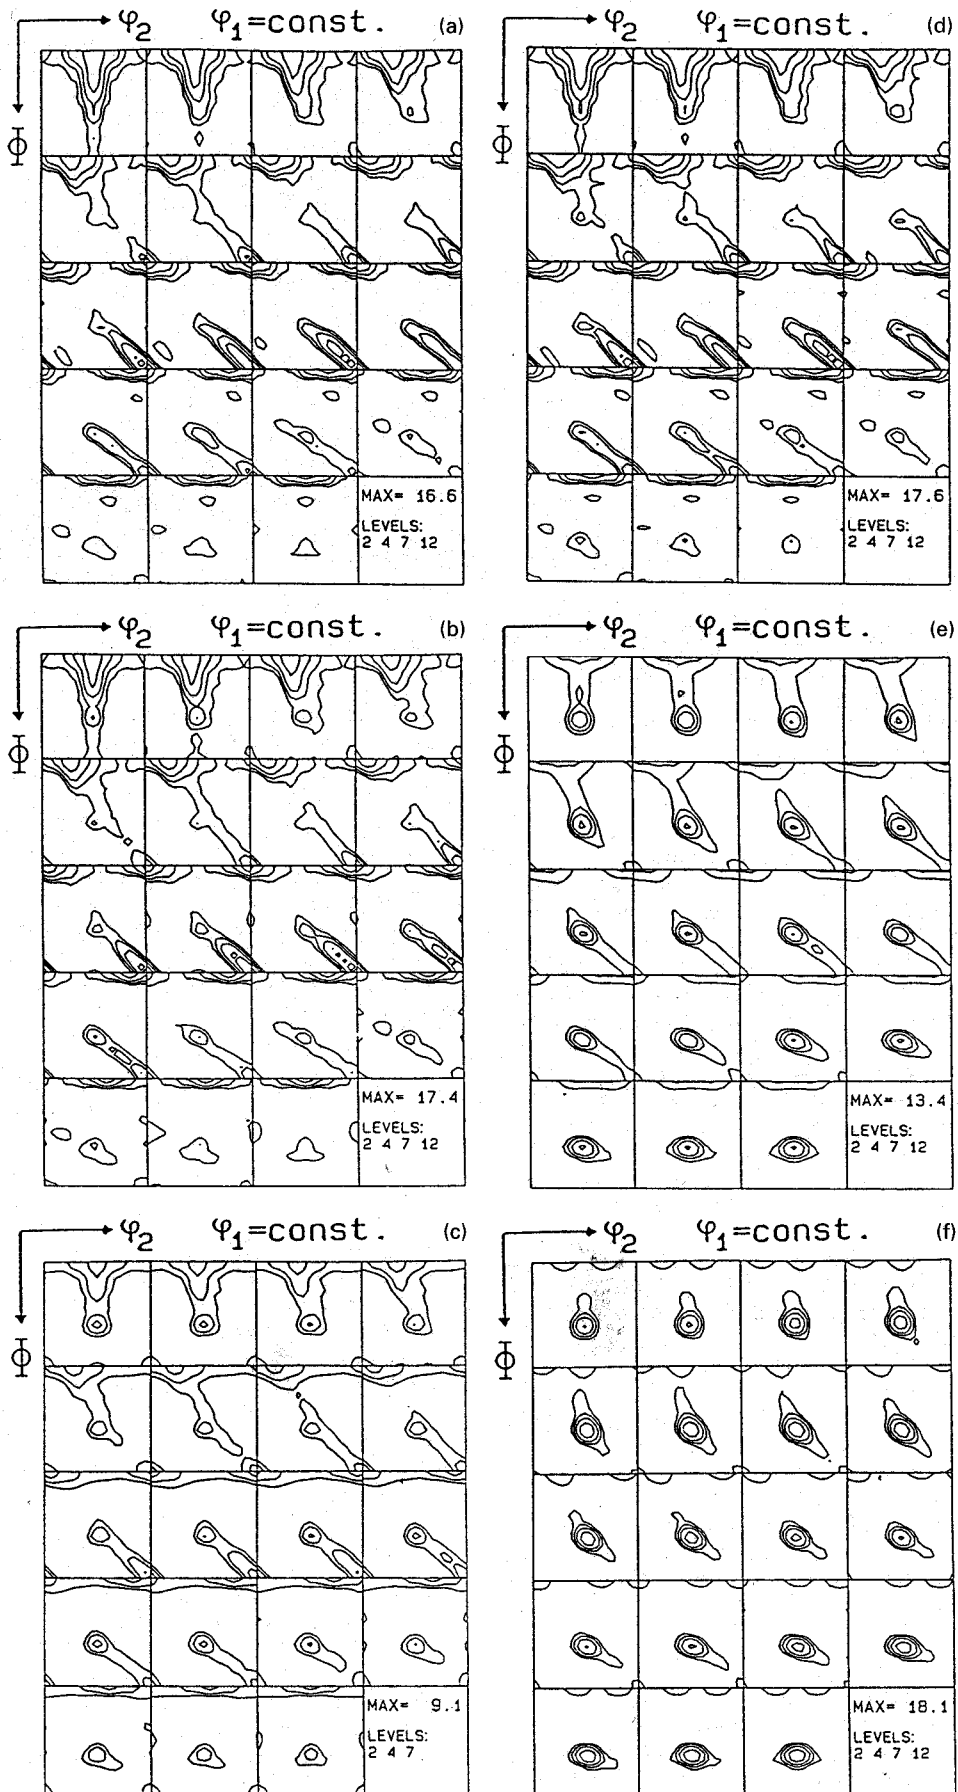 φ₂ φ₁=const. (a)
Φ
MAX= 16.6
LEVELS:
2 4 7 12
φ₂ φ₁=const. (d)
Φ
MAX= 17.6
LEVELS:
2 4 7 12
φ₂ φ₁=const. (b)
Φ
MAX= 17.4
LEVELS:
2 4 7 12
φ₂ φ₁=const. (e)
Φ
MAX= 13.4
LEVELS:
2 4 7 12
φ₂ φ₁=const. (c)
Φ
MAX= 9.1
LEVELS:
2 4 7
φ₂ φ₁=const. (f)
Φ
MAX= 18.1
LEVELS:
2 4 7 12